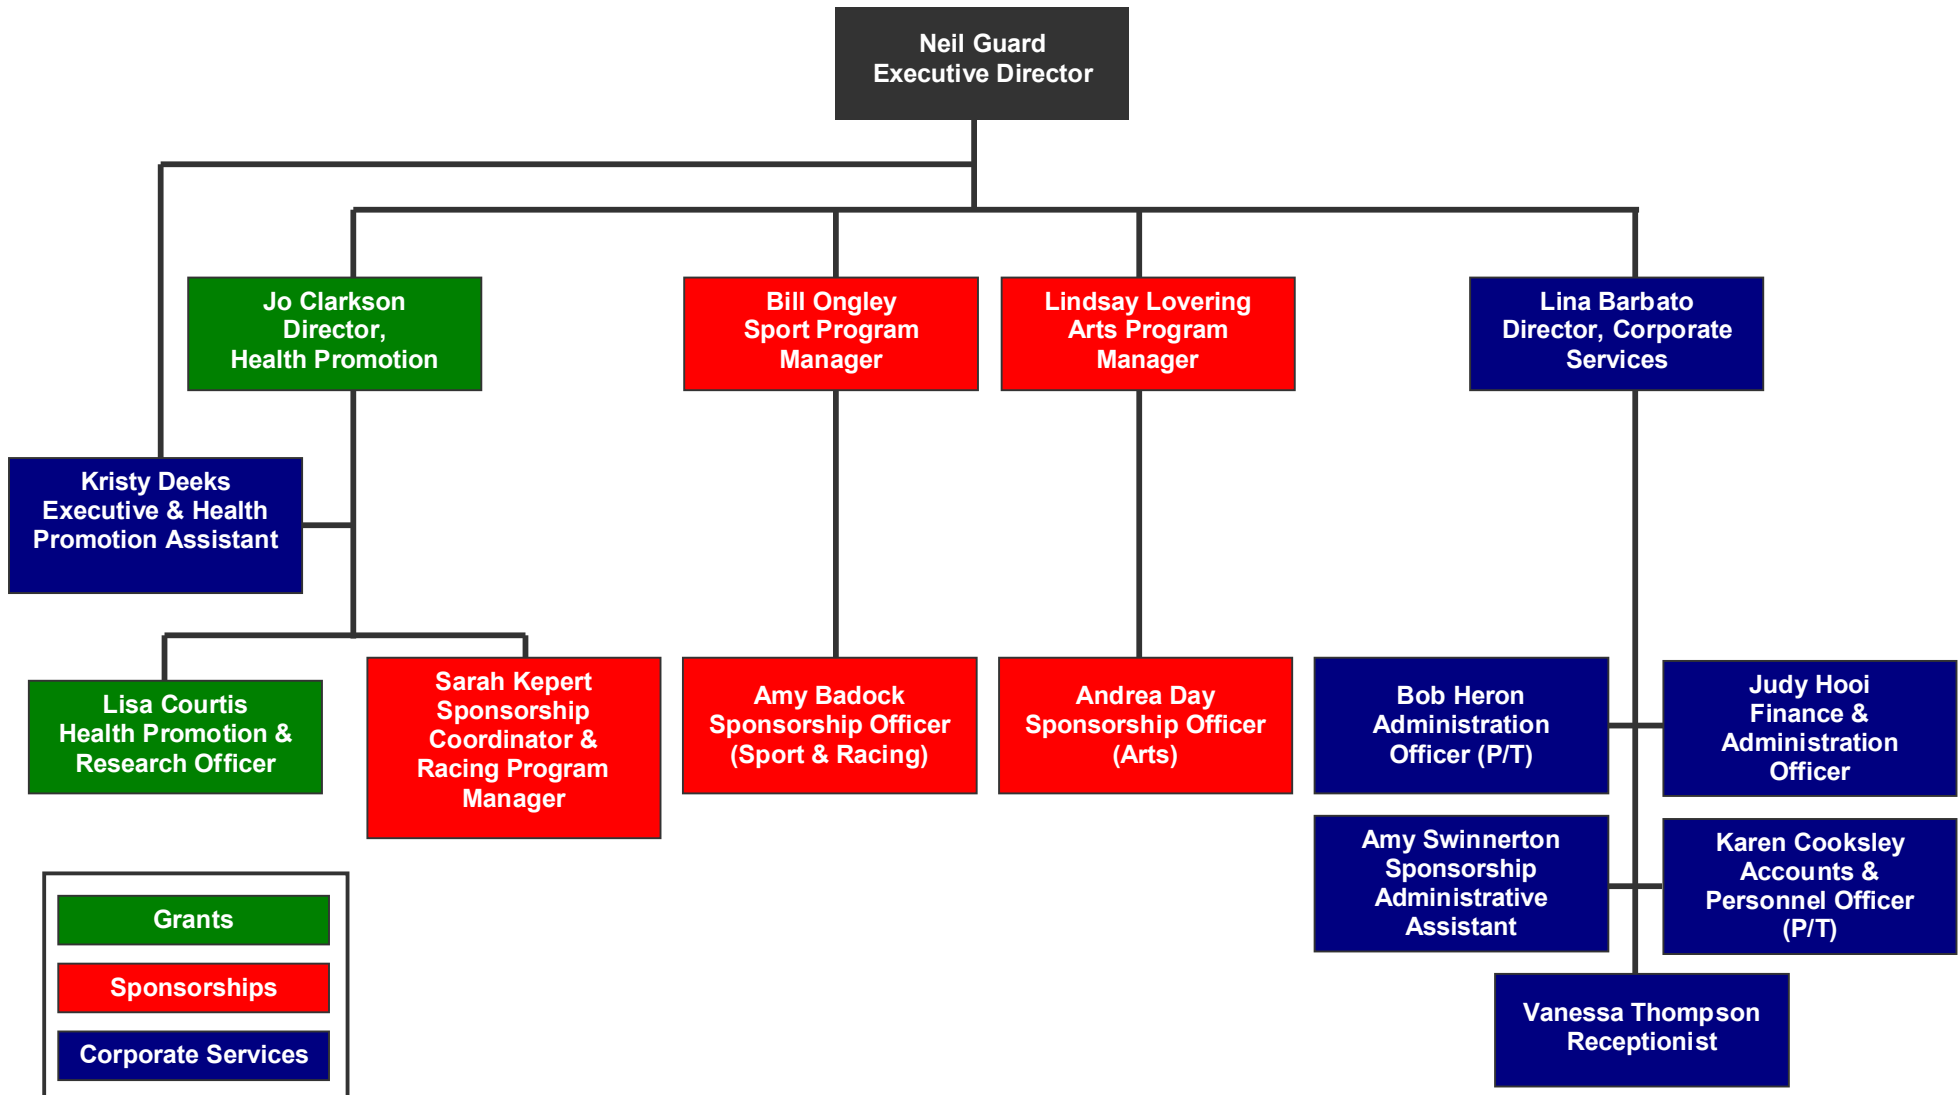 Neil Guard
Executive Director
Jo Clarkson
Director,
Health Promotion
Bill Ongley
Sport Program
Manager
Lindsay Lovering
Arts Program
Manager
Lina Barbato
Director, Corporate
Services
Kristy Deeks
Executive & Health
Promotion Assistant
Lisa Courtis
Health Promotion &
Research Officer
Sarah Kepert
Sponsorship
Coordinator &
Racing Program
Manager
Amy Badock
Sponsorship Officer
(Sport & Racing)
Andrea Day
Sponsorship Officer
(Arts)
Bob Heron
Administration
Officer (P/T)
Judy Hooi
Finance &
Administration
Officer
Amy Swinnerton
Sponsorship
Administrative
Assistant
Karen Cooksley
Accounts &
Personnel Officer
(P/T)
Vanessa Thompson
Receptionist
Grants
Sponsorships
Corporate Services